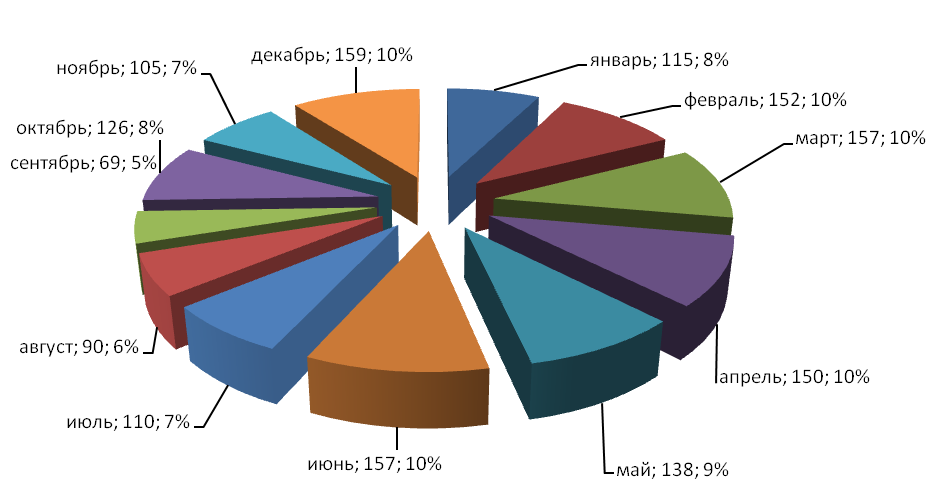 декабрь; 159; 10%
январь; 115; 8%
ноябрь; 105; 7%
февраль; 152; 10%
октябрь; 126; 8%
март; 157; 10%
сентябрь; 69; 5%
август; 90; 6%
апрель; 150; 10%
июль; 110; 7%
июнь; 157; 10%
май; 138; 9%